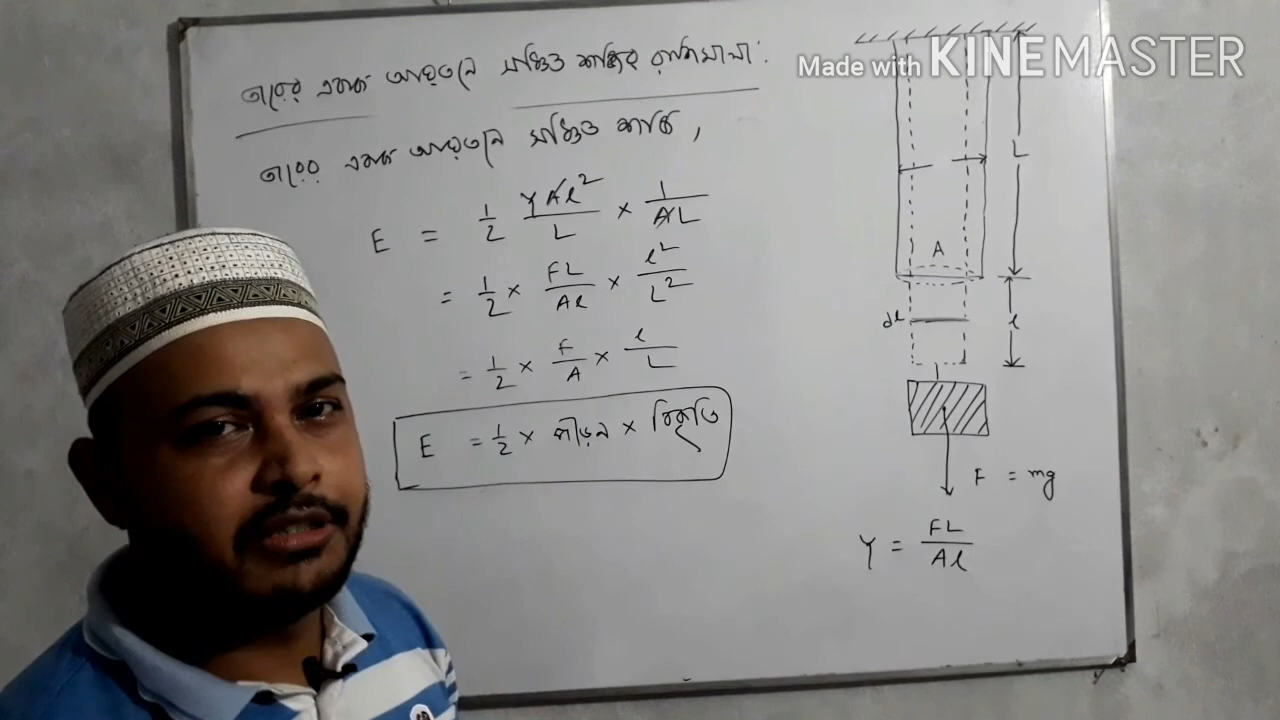 তারের একক আয়তনে সঞ্চিত শক্তির রাশিমালা :
তারের একক আয়তনে সঞ্চিত শক্তি ,
E = 1/2 YAl²/L × 1/AL
= 1/2 × FL/Al × l²/L²
= 1/2 × F/A × l/L
E = 1/2 × পীড়ন × বিকৃতি
Made with KINEMASTER
L
A
dl
l
F = mg
Y = FL/Al